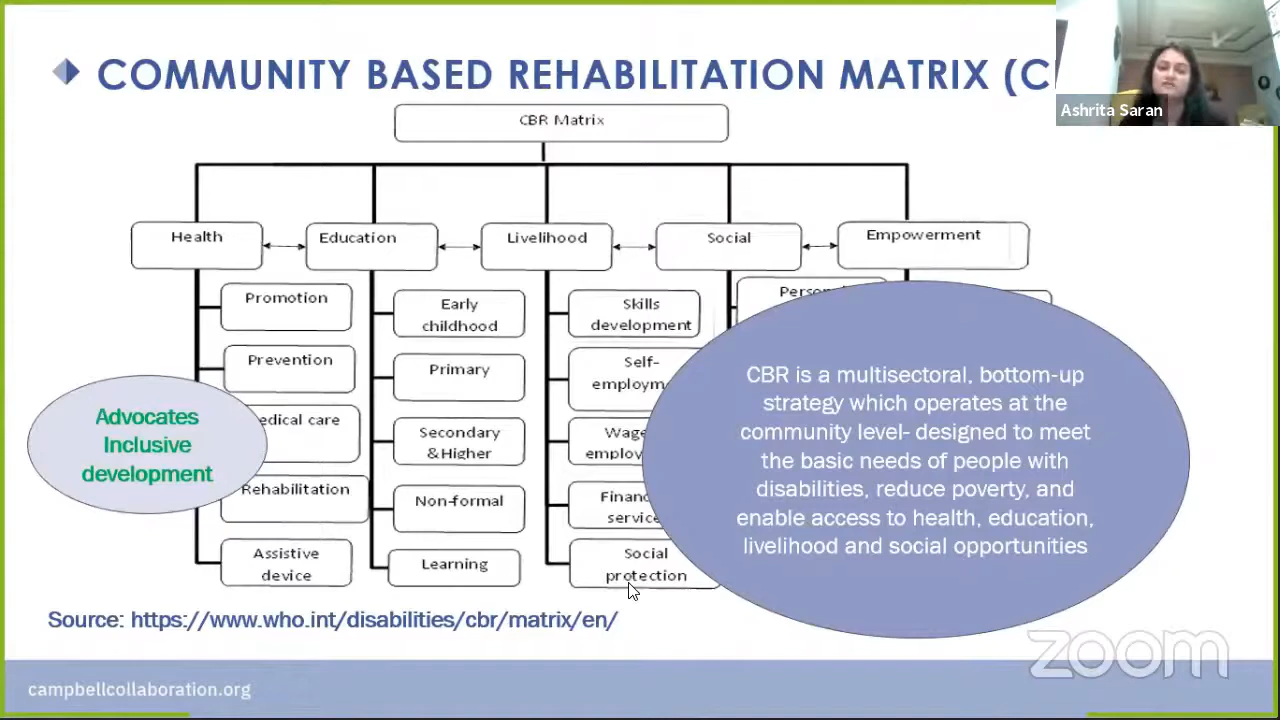 COMMUNITY BASED REHABILITATION MATRIX (C
Ashrita Saran
CBR Matrix
Health
Education
Livelihood
Social
Empowerment
Promotion
Prevention
edical care
Rehabilitation
Assistive
device
Early
childhood
Primary
Secondary
&Higher
Non-formal
Learning
Skills
development
Self-
employm
Wage
employ
Financ
service
Social
protection
Person
Advocates
Inclusive
development
CBR is a multisectoral, bottom-up
strategy which operates at the
community level- designed to meet
the basic needs of people with
disabilities, reduce poverty, and
enable access to health, education,
livelihood and social opportunities
Source: https://www.who.int/disabilities/cbr/matrix/en/
zoom
campbellcollaboration.org